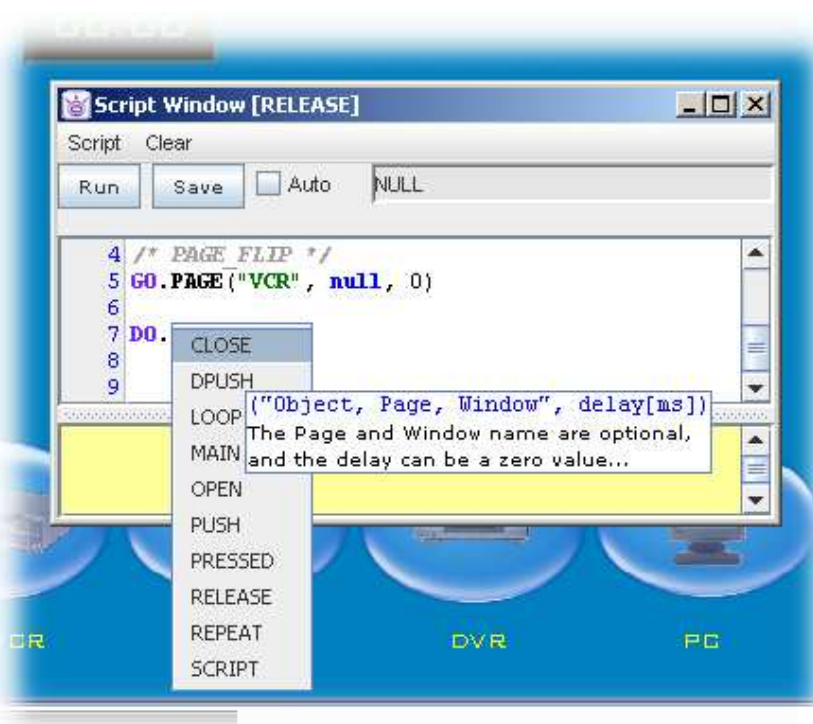 Script Window [RELEASE]
Script Clear
Run Save Auto NULL
4 /* PAGE_FLIP */
5 GO.PAGE("VCR", null, 0)
6
7 DO.
8
9
CLOSE
DPUSH
LOOP
MAIN
OPEN
PUSH
PRESSED
RELEASE
REPEAT
SCRIPT
("Object, Page, Window", delay[ms])
The Page and Window name are optional,
and the delay can be a zero value...
CR
DVR
PC